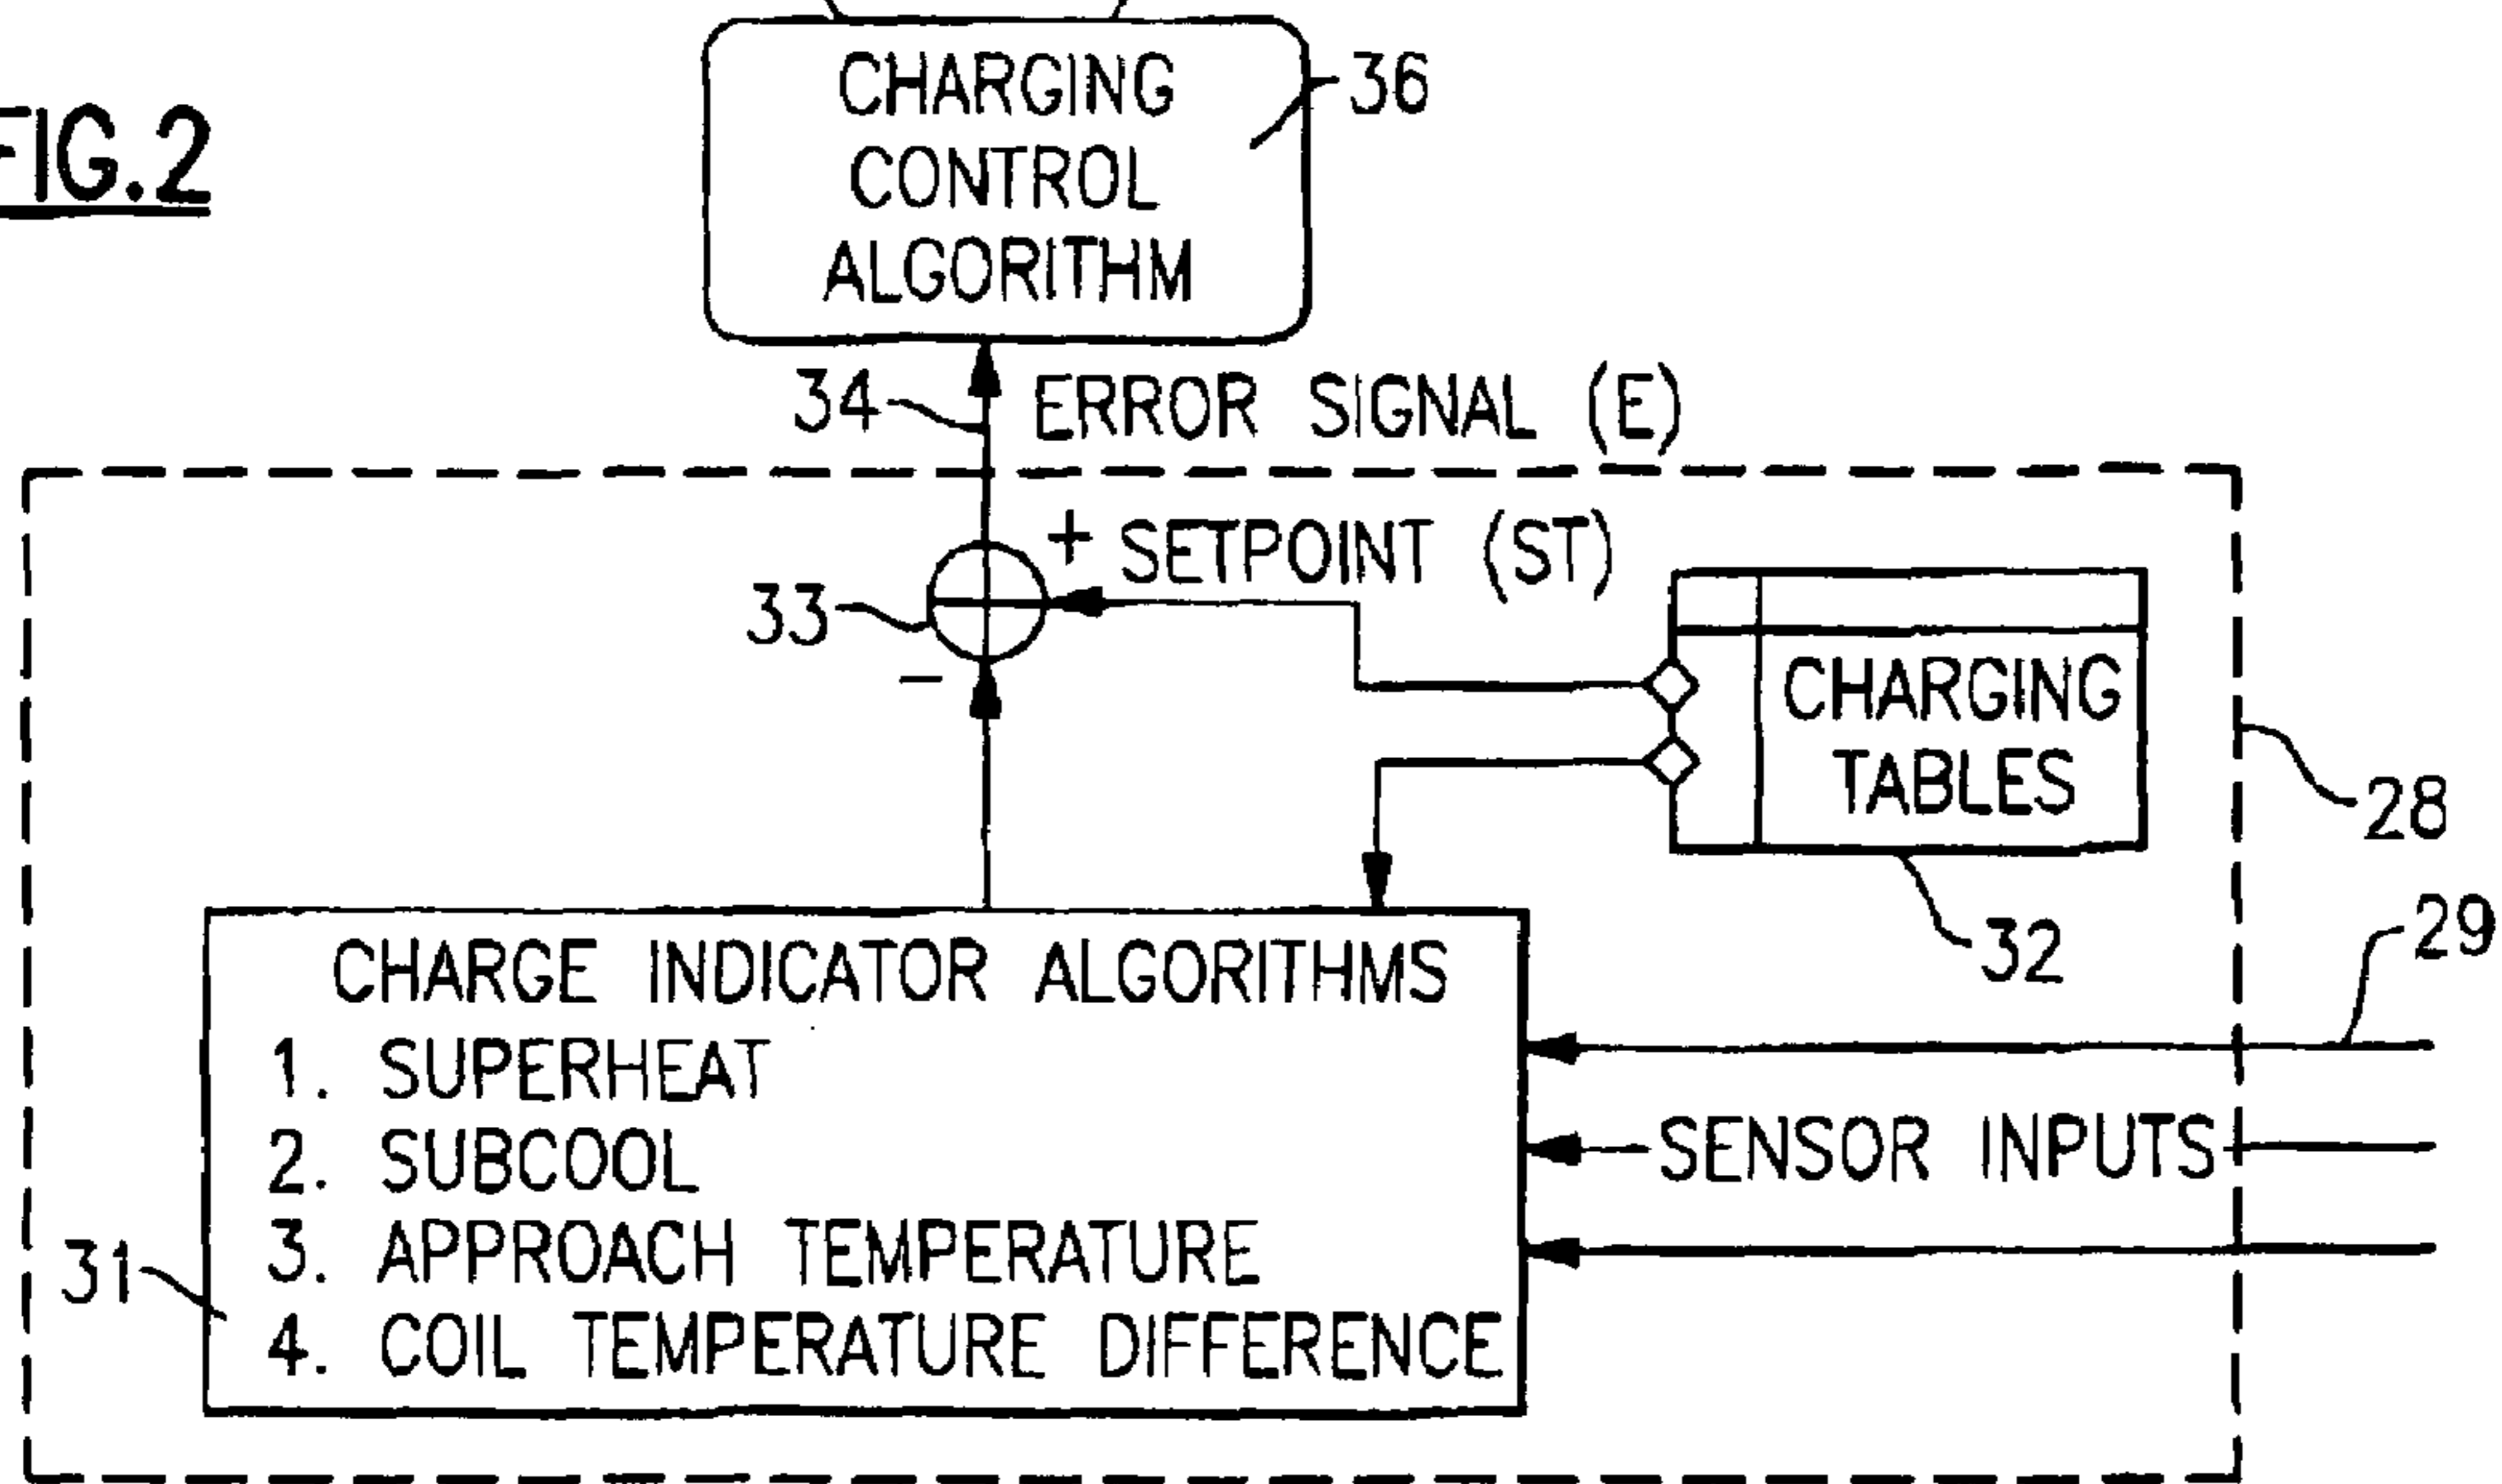 FIG.2
CHARGING
CONTROL
ALGORITHM
36
34
ERROR SIGNAL (E)
+ SETPOINT (ST)
33
-
CHARGING
TABLES
28
32
29
CHARGE INDICATOR ALGORITHMS
1. SUPERHEAT
2. SUBCOOL
3. APPROACH TEMPERATURE
4. COIL TEMPERATURE DIFFERENCE
SENSOR INPUTS
31